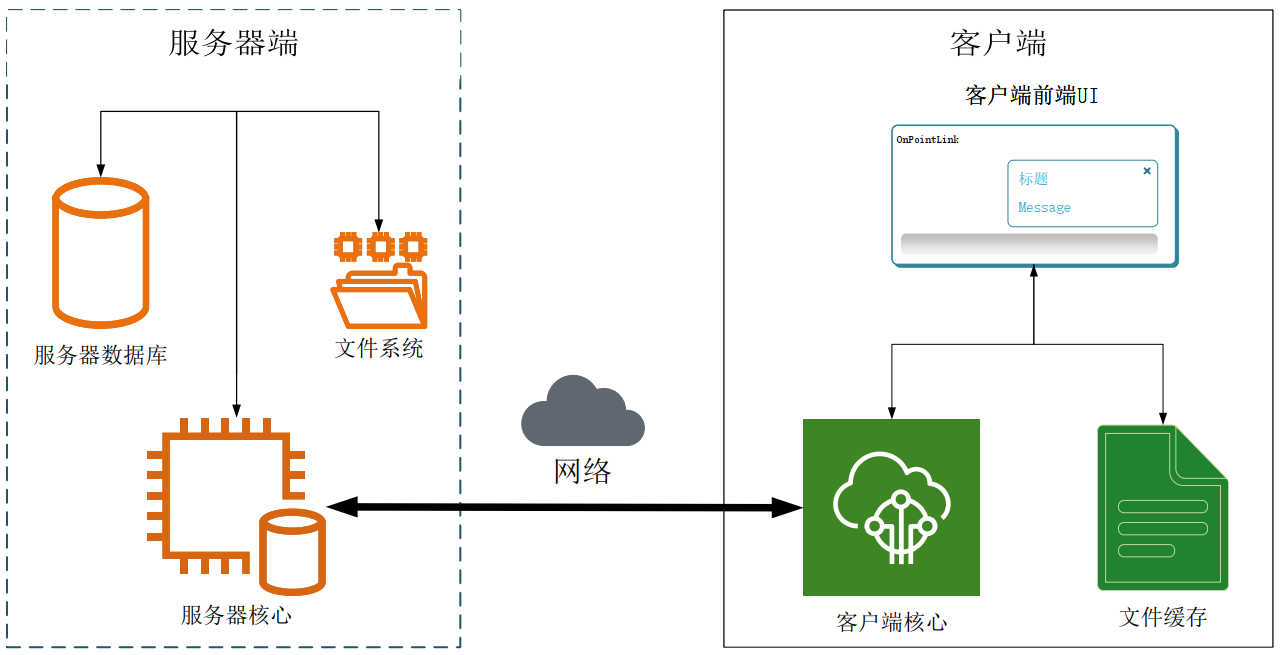 服务器端
服务器数据库
文件系统
服务器核心
网络
客户端
客户端前端UI
OnPointLink
标题
×
Message
客户端核心
文件缓存